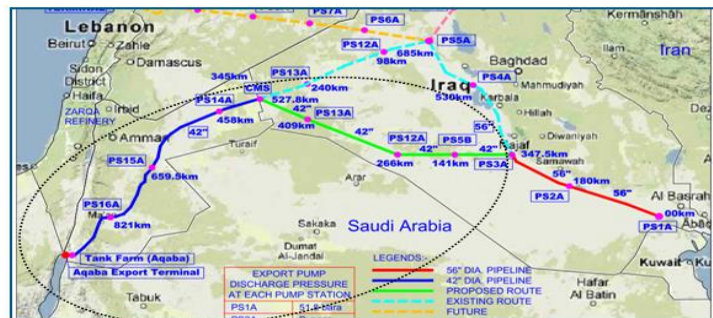 PS7A
PS6A
Kermānshāh
Lebanon
PS12A
PS5A
Beirut
Zahle
Baghdad
Ilam
Iran
Sidon
District
Damascus
345km
98km
685km
PS13A
240km
Iraq
PS4A
Mahmudiyah
Haifa
CMS
530km
Karbala
ZARQA
REFINERY
Irbid
PS14A
527.8km
42"
PS13A
Hillah
458km
409km
42"
56"
Diwaniyah
Amman
42"
PS12A
PS5B
42"
42"
Najaf
347.5km
Turaif
266km
141km
PS3A
Samawah
PS15A
659.5km
56"
180km
Arar
PS2A
56"
Al Basrah
00km
PS16A
Ma'an
821km
Sakaka
Saudi Arabia
PS1A
Dumat
Al-Jandal
Kuwait
Tank Farm (Aqaba)
Aqaba Export Terminal
EXPORT PUMP
DISCHARGE PRESSURE
AT EACH PUMP STATION
PS1A
LEGENDS:
56" DIA. PIPELINE
42" DIA. PIPELINE
PROPOSED ROUTE
EXISTING ROUTE
FUTURE
Hafar
Al Batin
Tabuk